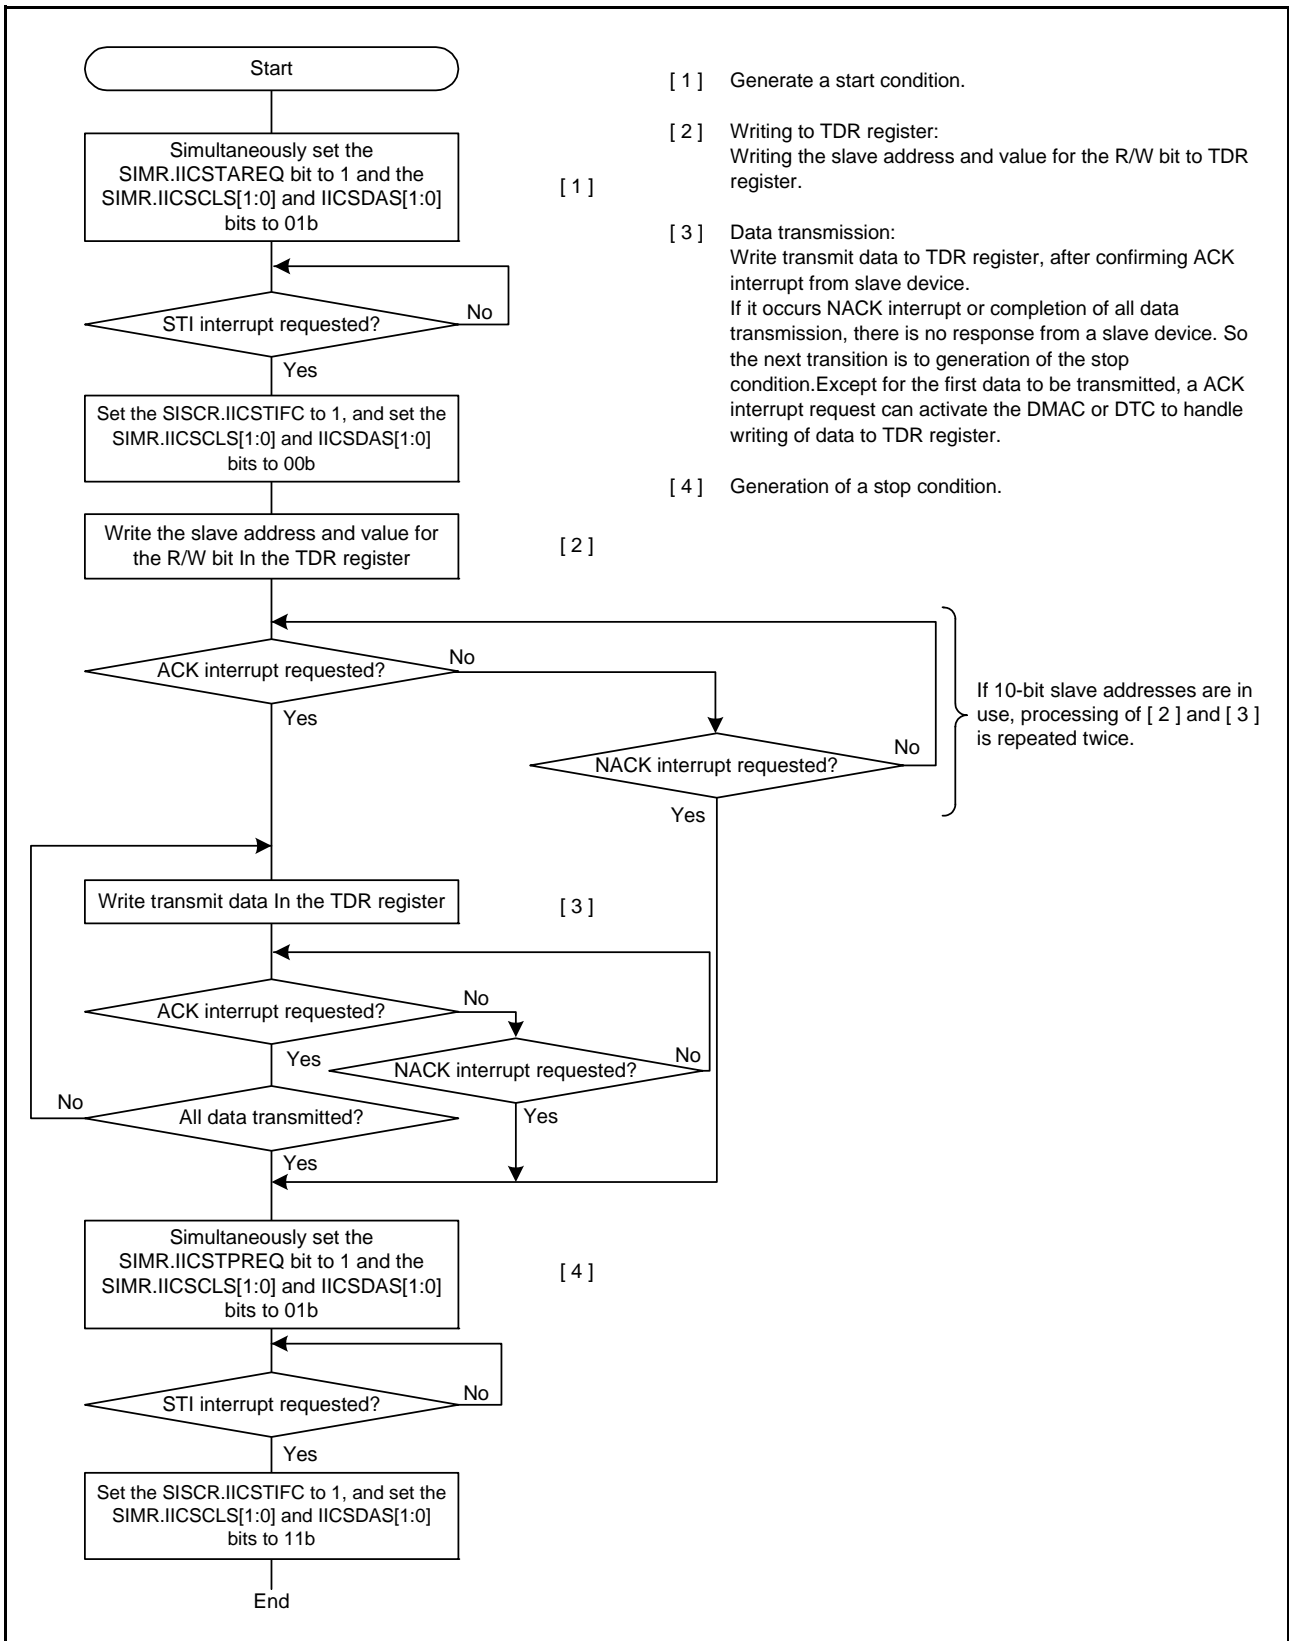 Start
Simultaneously set the
SIMR.IICSTAREQ bit to 1 and the
SIMR.IICSCLS[1:0] and IICSDAS[1:0]
bits to 01b
[ 1 ]
STI interrupt requested?
No
Yes
Set the SISCR.IICSTIFC to 1, and set the
SIMR.IICSCLS[1:0] and IICSDAS[1:0]
bits to 00b
Write the slave address and value for
the R/W bit In the TDR register
[ 2 ]
ACK interrupt requested?
No
Yes
NACK interrupt requested?
No
Yes
If 10-bit slave addresses are in
use, processing of [ 2 ] and [ 3 ]
is repeated twice.
Write transmit data In the TDR register
[ 3 ]
ACK interrupt requested?
No
Yes
NACK interrupt requested?
No
Yes
All data transmitted?
No
Yes
Simultaneously set the
SIMR.IICSTPREQ bit to 1 and the
SIMR.IICSCLS[1:0] and IICSDAS[1:0]
bits to 01b
[ 4 ]
STI interrupt requested?
No
Yes
Set the SISCR.IICSTIFC to 1, and set the
SIMR.IICSCLS[1:0] and IICSDAS[1:0]
bits to 11b
End
[ 1 ] Generate a start condition.
[ 2 ] Writing to TDR register:
Writing the slave address and value for the R/W bit to TDR
register.
[ 3 ] Data transmission:
Write transmit data to TDR register, after confirming ACK
interrupt from slave device.
If it occurs NACK interrupt or completion of all data
transmission, there is no response from a slave device. So
the next transition is to generation of the stop
condition.Except for the first data to be transmitted, a ACK
interrupt request can activate the DMAC or DTC to handle
writing of data to TDR register.
[ 4 ] Generation of a stop condition.